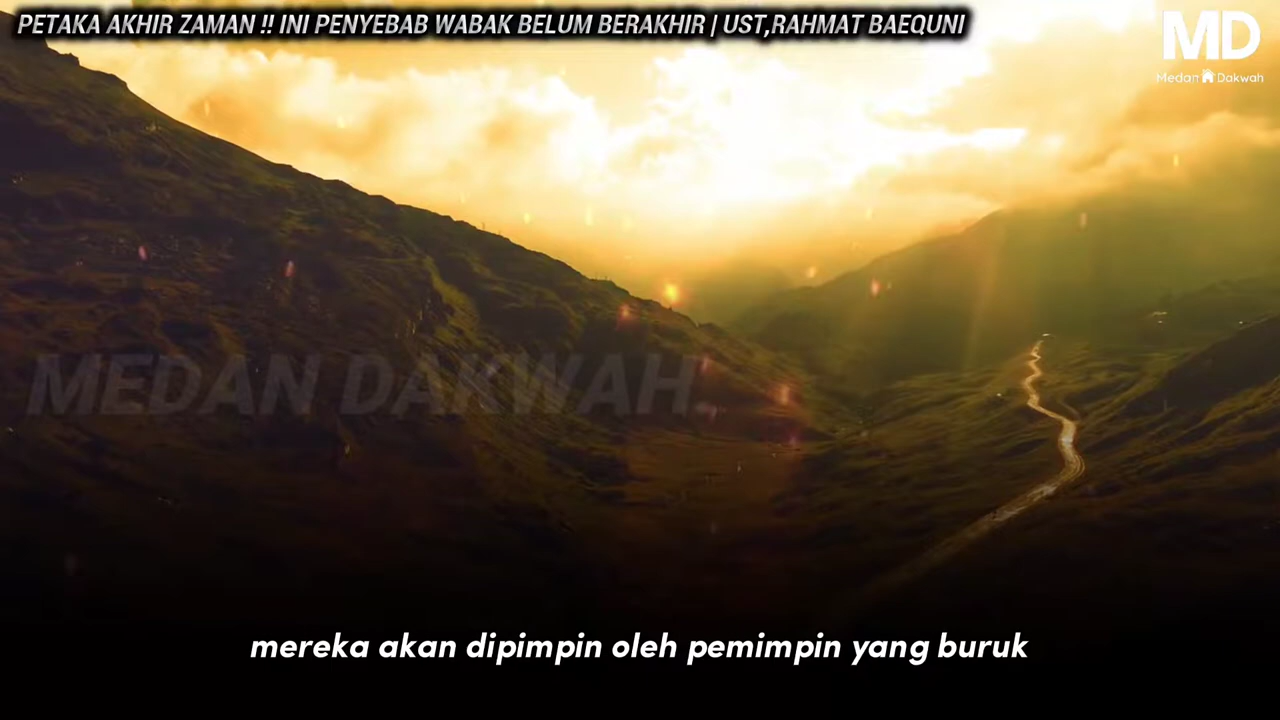 PETAKA AKHIR ZAMAN !! INI PENYEBAB WABAK BELUM BERAKHIR | UST,RAHMAT BAEQUNI
MD
Medan Dakwah
MEDAN DAKWAH
mereka akan dipimpin oleh pemimpin yang buruk